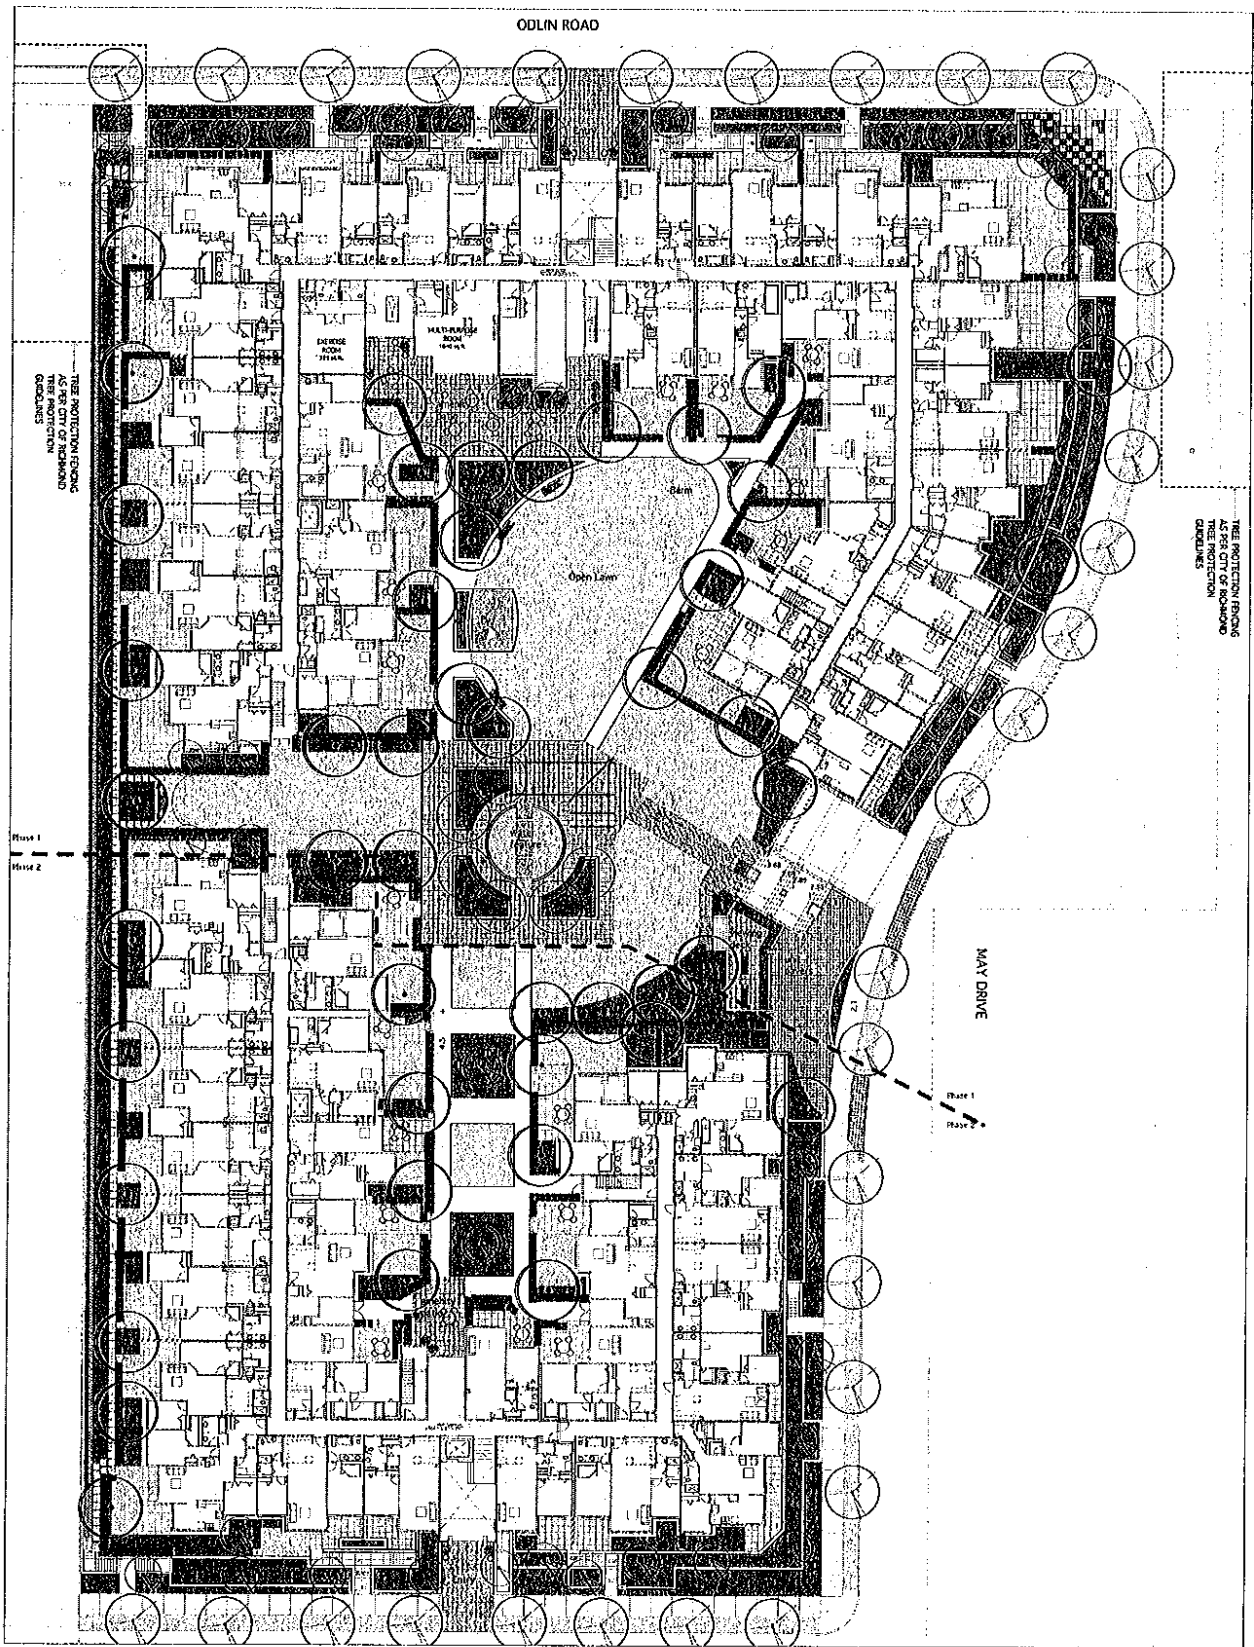 ODLIN ROAD
EXERCISE
ROOM
MULTI-PURPOSE
ROOM
TREE PROTECTION FENCING
AS PER CITY OF RICHMOND
TREE PROTECTION
GUIDELINES
TREE PROTECTION FENCING
AS PER CITY OF RICHMOND
TREE PROTECTION
GUIDELINES
Berm
Open Lawn
Phase 1
Phase 2
MAY DRIVE
Phase 1
Phase 2